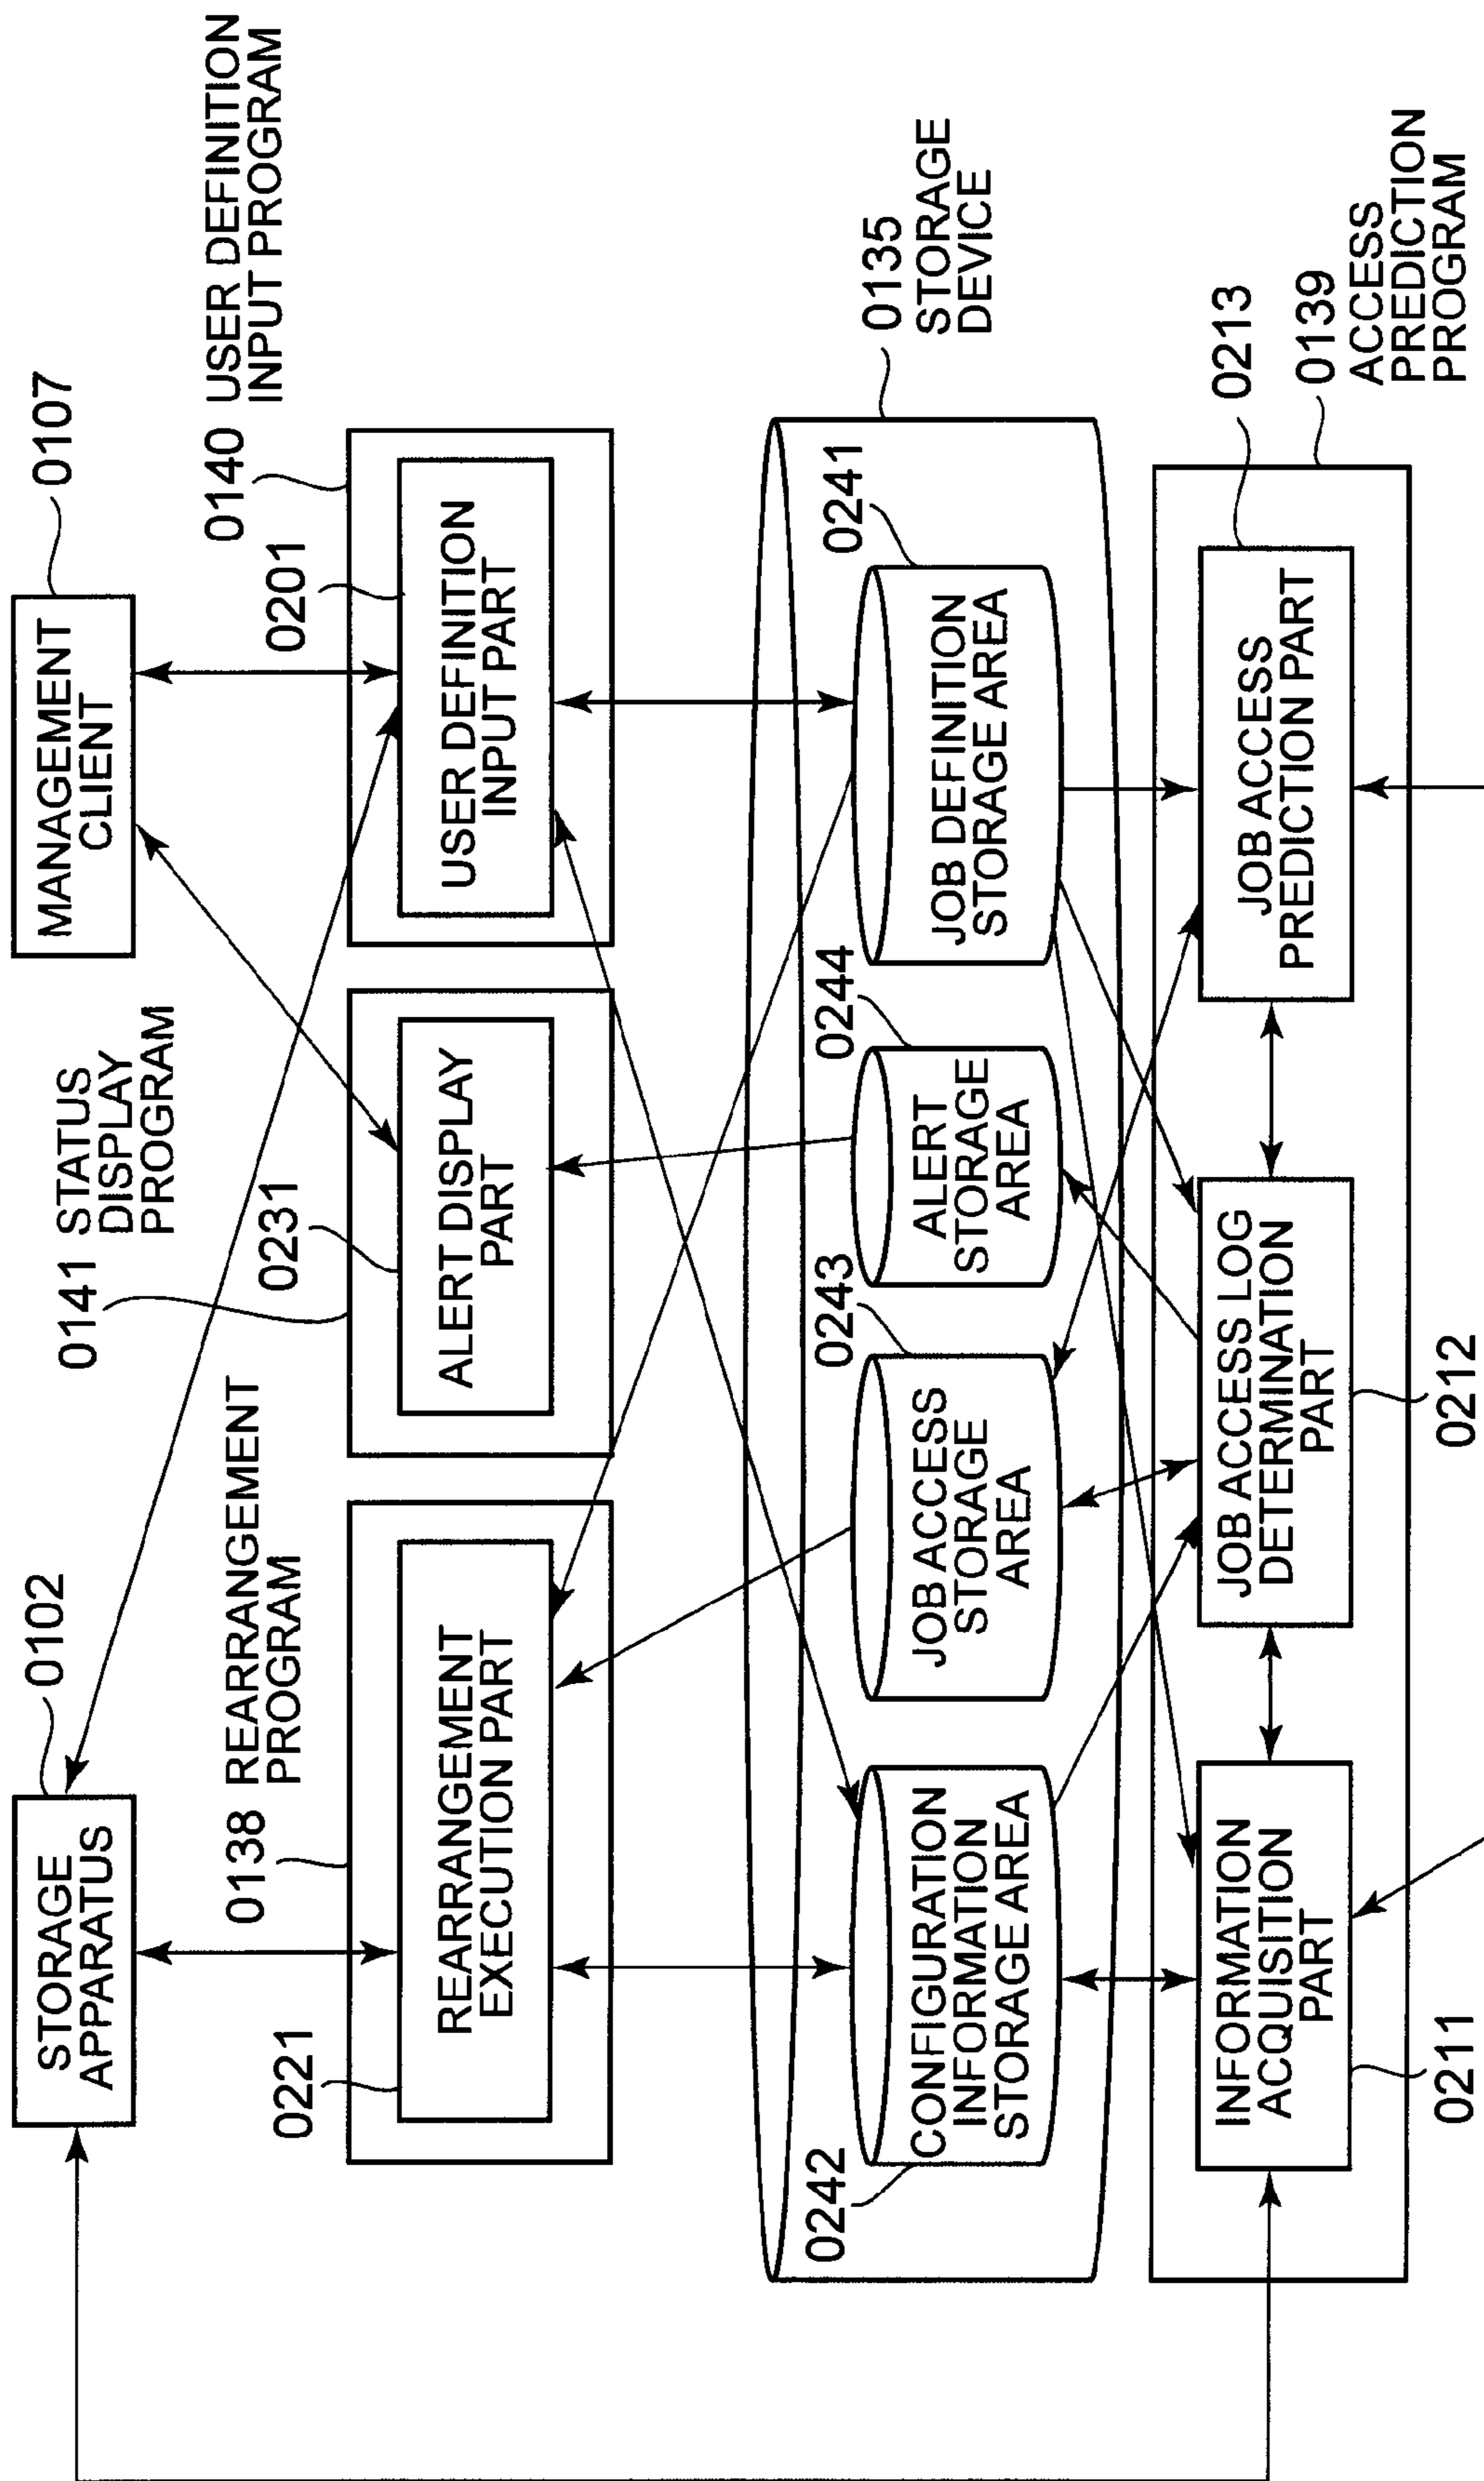 STORAGE
APPARATUS
0102
MANAGEMENT
CLIENT
0107
0141 STATUS
DISPLAY
PROGRAM
0138 REARRANGEMENT
PROGRAM
0140 USER DEFINITION
INPUT PROGRAM
0221
0231
0201
REARRANGEMENT
EXECUTION PART
ALERT DISPLAY
PART
USER DEFINITION
INPUT PART
0135
STORAGE
DEVICE
0242
0243
0244
0241
CONFIGURATION
INFORMATION
STORAGE AREA
JOB ACCESS
STORAGE
AREA
ALERT
STORAGE
AREA
JOB DEFINITION
STORAGE AREA
0213
0139
ACCESS
PREDICTION
PROGRAM
INFORMATION
ACQUISITION
PART
JOB ACCESS LOG
DETERMINATION
PART
JOB ACCESS
PREDICTION PART
0211
0212